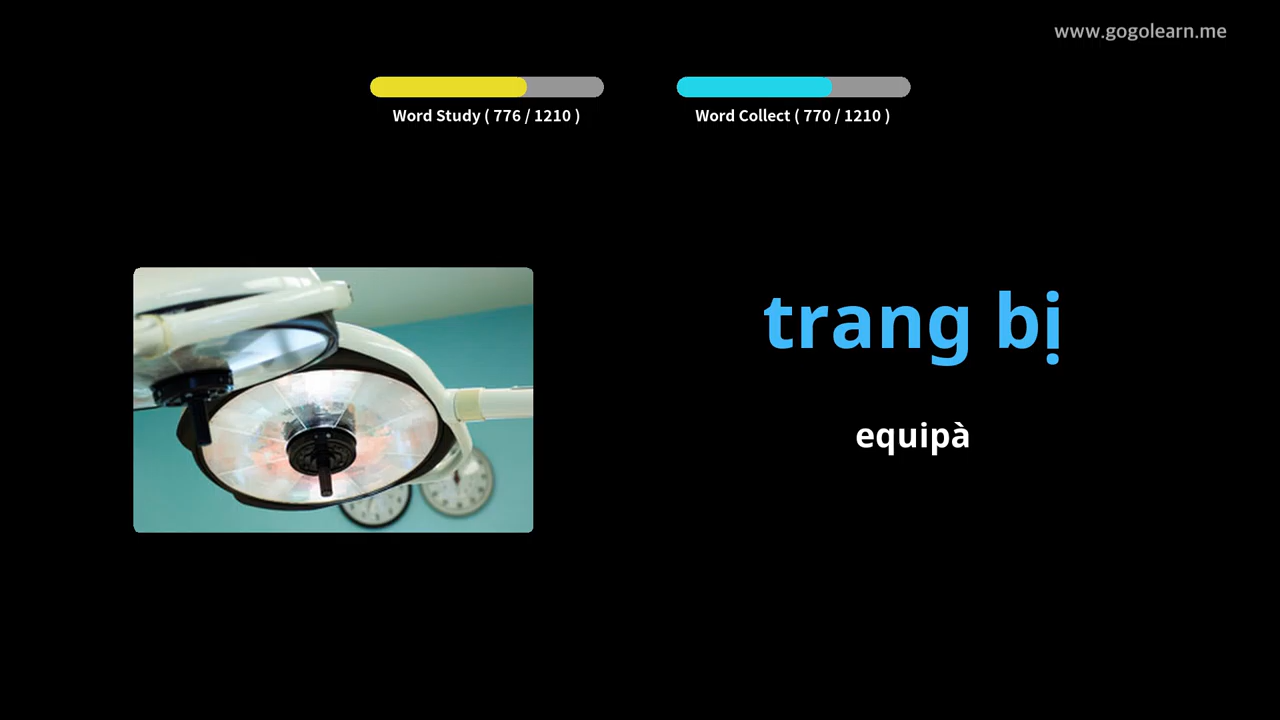 www.gogolearn.me
Word Study ( 776 / 1210 )
Word Collect ( 770 / 1210 )
trang bị
equipà